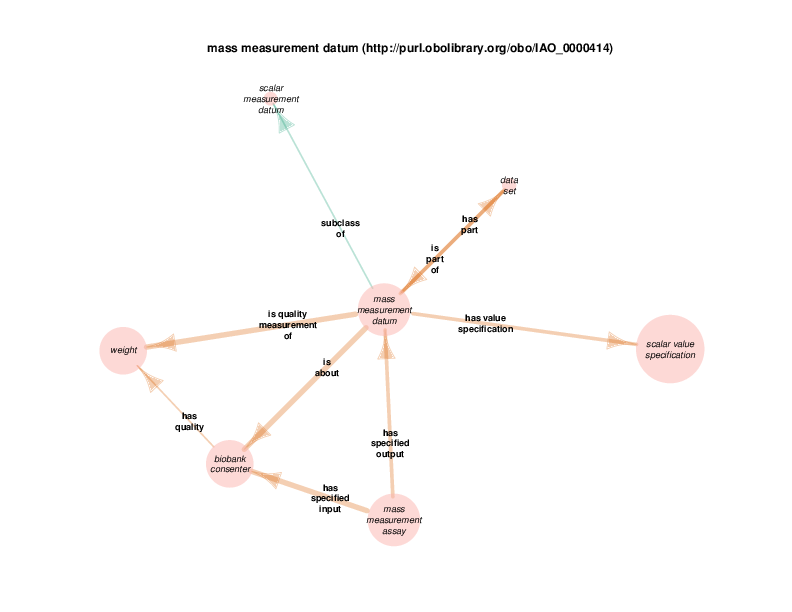 mass measurement datum (http://purl.obolibrary.org/obo/IAO_0000414)
scalar
measurement
datum
data
set
subclass
of
has
part
is
part
of
mass
measurement
datum
is quality
measurement
of
has value
specification
weight
scalar value
specification
is
about
has
quality
has
specified
output
biobank
consenter
has
specified
input
mass
measurement
assay